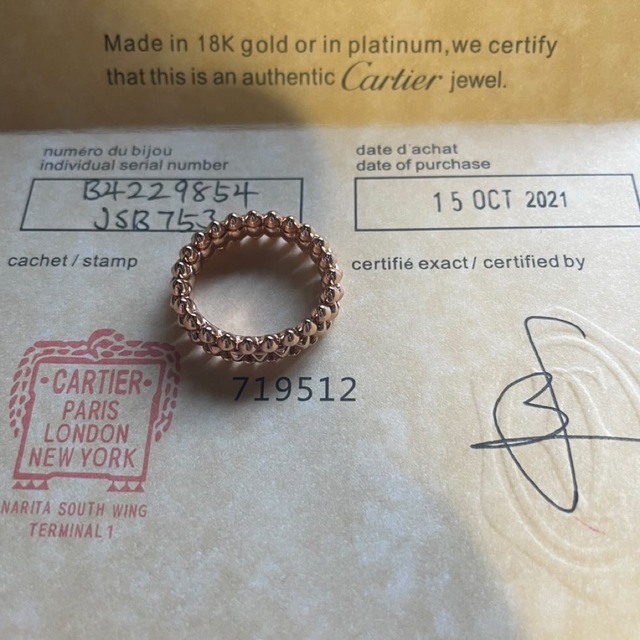 Made in 18K gold or in platinum,we certify
that this is an authentic Cartier jewel.
numéro du bijou
individual serial number
B4229854
JSB753
date d'achat
date of purchase
15 OCT 2021
cachet / stamp
certifié exact / certified by
719512
CARTIER
PARIS
LONDON
NEW YORK
NARITA SOUTH WING
TERMINAL 1